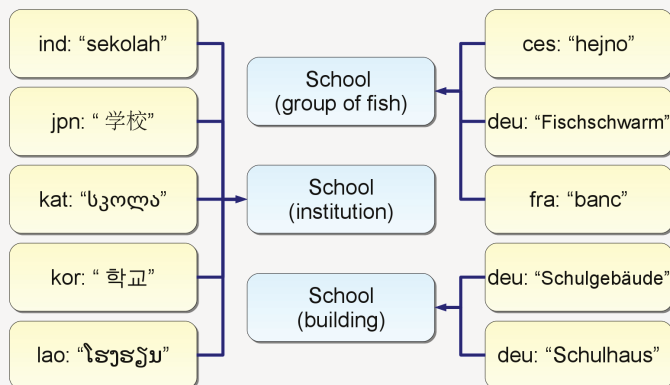 ind: “sekolah”
jpn: “ 学校”
kat: “სკოლა”
kor: “ 학교”
lao: “ໂຮງຮຽນ”
School
(group of fish)
School
(institution)
School
(building)
ces: “hejno”
deu: “Fischschwarm”
fra: “banc”
deu: “Schulgebäude”
deu: “Schulhaus”